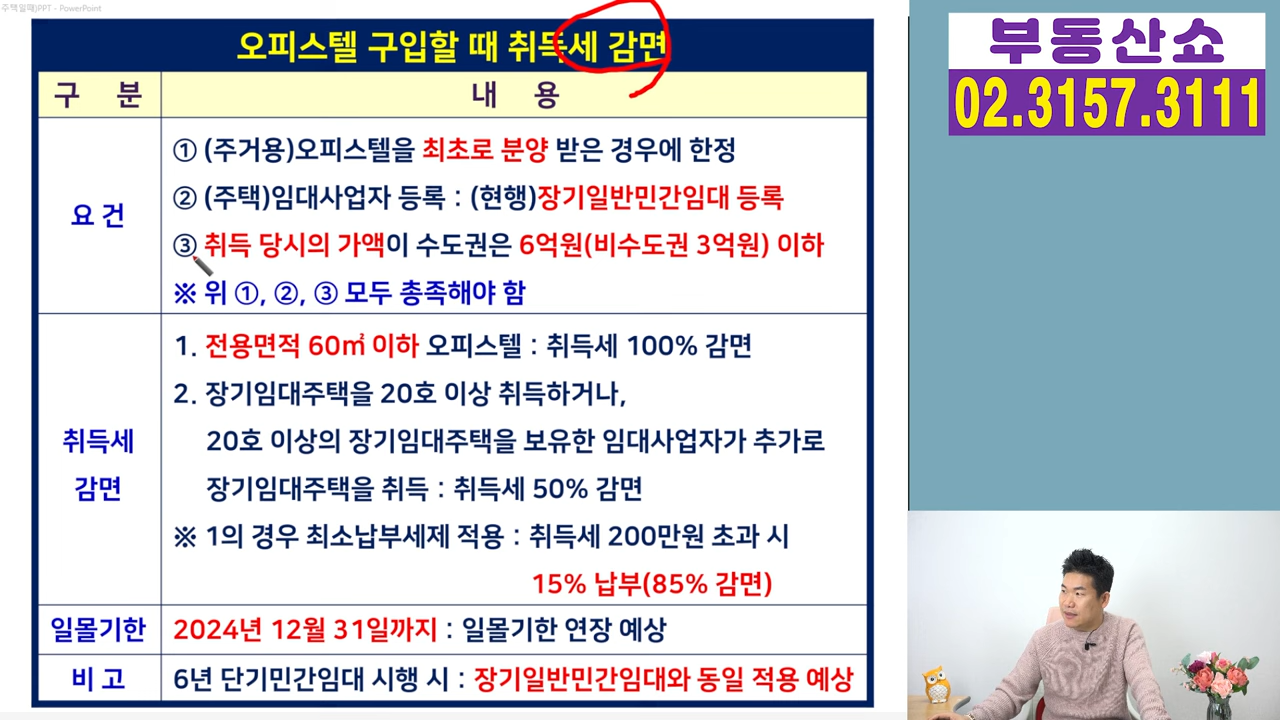 주택일때)PPT - PowerPoint
오피스텔 구입할 때 취득세 감면
구 분
내 용
요 건
① (주거용)오피스텔을 최초로 분양 받은 경우에 한정
② (주택)임대사업자 등록 : (현행)장기일반민간임대 등록
③ 취득 당시의 가액이 수도권은 6억원(비수도권 3억원) 이하
※ 위 ①, ②, ③ 모두 충족해야 함
취득세
감면
1. 전용면적 60㎡ 이하 오피스텔 : 취득세 100% 감면
2. 장기임대주택을 20호 이상 취득하거나,
20호 이상의 장기임대주택을 보유한 임대사업자가 추가로
장기임대주택을 취득 : 취득세 50% 감면
※ 1의 경우 최소납부세제 적용 : 취득세 200만원 초과 시
15% 납부(85% 감면)
일몰기한
2024년 12월 31일까지 : 일몰기한 연장 예상
비 고
6년 단기민간임대 시행 시 : 장기일반민간임대와 동일 적용 예상
부동산쇼
02.3157.3111